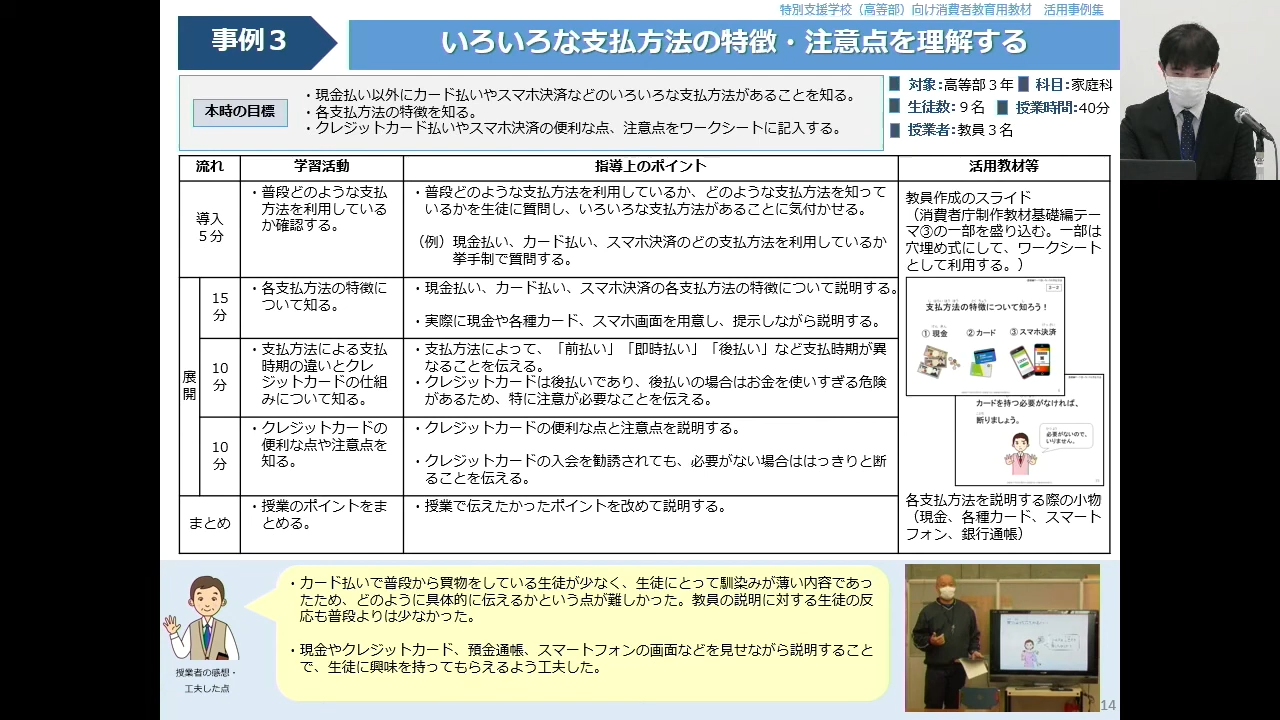 特別支援学校（高等部）向け消費者教育用教材　活用事例集
事例３
いろいろな支払方法の特徴・注意点を理解する
本時の目標
・現金払い以外にカード払いやスマホ決済などのいろいろな支払方法があることを知る。
・各支払方法の特徴を知る。
・クレジットカード払いやスマホ決済の便利な点、注意点をワークシートに記入する。
対象:高等部３年 科目:家庭科
生徒数:９名 授業時間:40分
授業者:教員３名
流れ
学習活動
指導上のポイント
活用教材等
導入
５分
・普段どのような支払
方法を利用している
か確認する。
・普段どのような支払方法を利用しているか、どのような支払方法を知って
いるかを生徒に質問し、いろいろな支払方法があることに気付かせる。
（例）現金払い、カード払い、スマホ決済のどの支払方法を利用しているか
挙手制で質問する。
展
開
15
分
・各支払方法の特徴に
ついて知る。
・現金払い、カード払い、スマホ決済の各支払方法の特徴について説明する。
・実際に現金や各種カード、スマホ画面を用意し、提示しながら説明する。
10
分
・支払方法による支払
時期の違いとクレ
ジットカードの仕組
みについて知る。
・支払方法によって、「前払い」「即時払い」「後払い」など支払時期が異
なることを伝える。
・クレジットカードは後払いであり、後払いの場合はお金を使いすぎる危険
があるため、特に注意が必要なことを伝える。
10
分
・クレジットカードの
便利な点や注意点を
知る。
・クレジットカードの便利な点と注意点を説明する。
・クレジットカードの入会を勧誘されても、必要がない場合ははっきりと断
ることを伝える。
まとめ
・授業のポイントをま
とめる。
・授業で伝えたかったポイントを改めて説明する。
教員作成のスライド
（消費者庁制作教材基礎編テー
マ③の一部を盛り込む。一部は
穴埋め式にして、ワークシート
として利用する。）
3－2
支払方法の特徴について知ろう！
① 現金
② カード
③ スマホ決済
カードを持つ必要がなければ、
断りましょう。
必要がないので、
いりません。
各支払方法を説明する際の小物
（現金、各種カード、スマート
フォン、銀行通帳）
・カード払いで普段から買物をしている生徒が少なく、生徒にとって馴染みが薄い内容であっ
たため、どのように具体的に伝えるかという点が難しかった。教員の説明に対する生徒の反
応も普段よりは少なかった。
・現金やクレジットカード、預金通帳、スマートフォンの画面などを見せながら説明すること
で、生徒に興味を持ってもらえるよう工夫した。
授業者の感想・
工夫した点
14